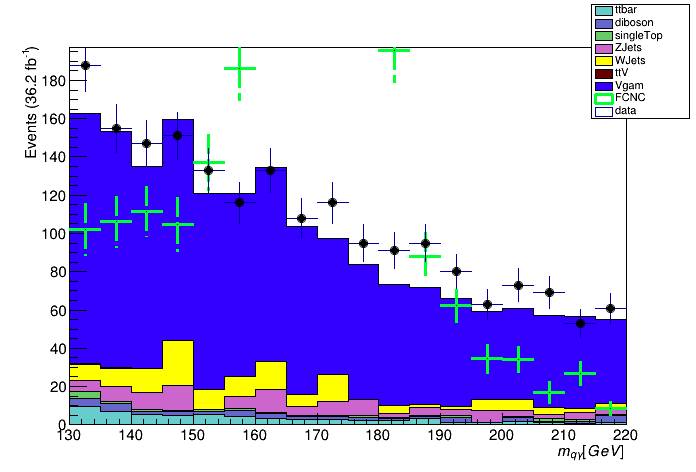 ttbar
diboson
singleTop
ZJets
WJets
ttV
Vgam
FCNC
data
Events (36.2 fb⁻¹)
180
160
140
120
100
80
60
40
20
0
130 140 150 160 170 180 190 200 210 220
m_qγ[GeV]